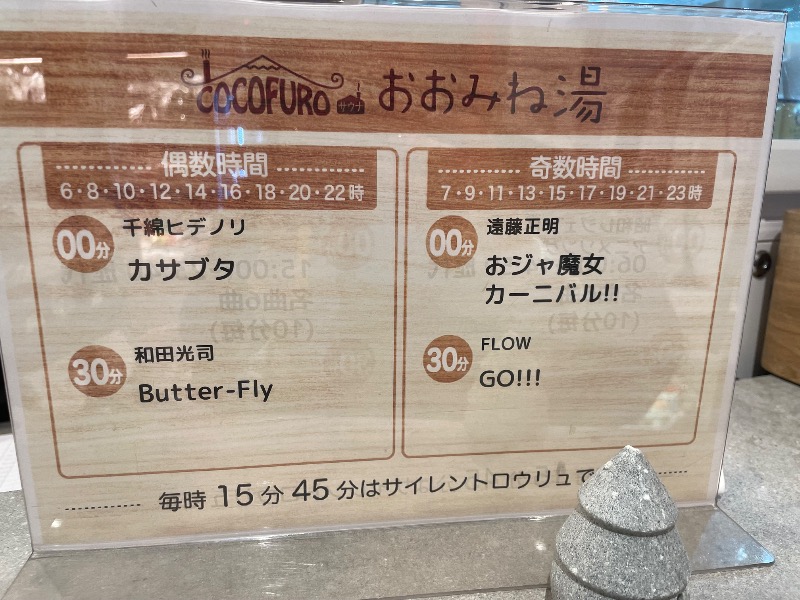 COCOFURO サウナ おおみね湯
偶数時間
6・8・10・12・14・16・18・20・22時
00分 千綿ヒデノリ
カサブタ
30分 和田光司
Butter-Fly
奇数時間
7・9・11・13・15・17・19・21・23時
00分 遠藤正明
おジャ魔女
カーニバル!!
30分 FLOW
GO!!!
毎時 15分 45分はサイレントロウリュ